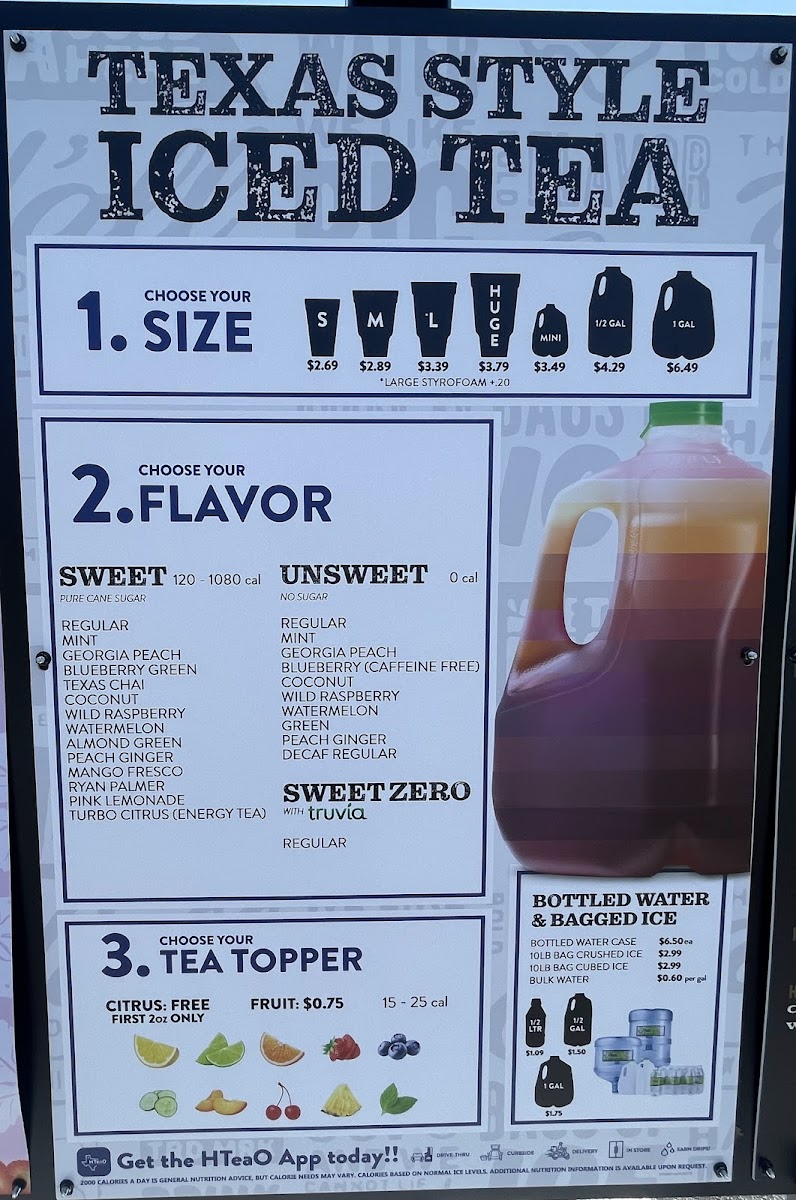 TEXAS STYLE
ICED TEA
1. CHOOSE YOUR
SIZE
S M L HUGE MINI 1/2 GAL 1 GAL
$2.69 $2.89 $3.39 $3.79 $3.49 $4.29 $6.49
*LARGE STYROFOAM +.20
2. CHOOSE YOUR
FLAVOR
SWEET 120 - 1080 cal
PURE CANE SUGAR
REGULAR
MINT
GEORGIA PEACH
BLUEBERRY GREEN
TEXAS CHAI
COCONUT
WILD RASPBERRY
WATERMELON
ALMOND GREEN
PEACH GINGER
MANGO FRESCO
RYAN PALMER
PINK LEMONADE
TURBO CITRUS (ENERGY TEA)
UNSWEET 0 cal
NO SUGAR
REGULAR
MINT
GEORGIA PEACH
BLUEBERRY (CAFFEINE FREE)
COCONUT
WILD RASPBERRY
WATERMELON
GREEN
PEACH GINGER
DECAF REGULAR
SWEET ZERO
WITH truvía
REGULAR
3. CHOOSE YOUR
TEA TOPPER
CITRUS: FREE FRUIT: $0.75 15 - 25 cal
FIRST 2oz ONLY
BOTTLED WATER
& BAGGED ICE
BOTTLED WATER CASE $6.50 ea
10LB BAG CRUSHED ICE $2.99
10LB BAG CUBED ICE $2.99
BULK WATER $0.60 per gal
1/2 LTR 1/2 GAL
$1.09 $1.50
1 GAL
$1.75
HTeaO Get the HTeaO App today!! DRIVE-THRU CURBSIDE DELIVERY IN STORE EARN DROPS!
2000 CALORIES A DAY IS GENERAL NUTRITION ADVICE, BUT CALORIE NEEDS MAY VARY. CALORIES BASED ON NORMAL ICE LEVELS. ADDITIONAL NUTRITION INFORMATION IS AVAILABLE UPON REQUEST.